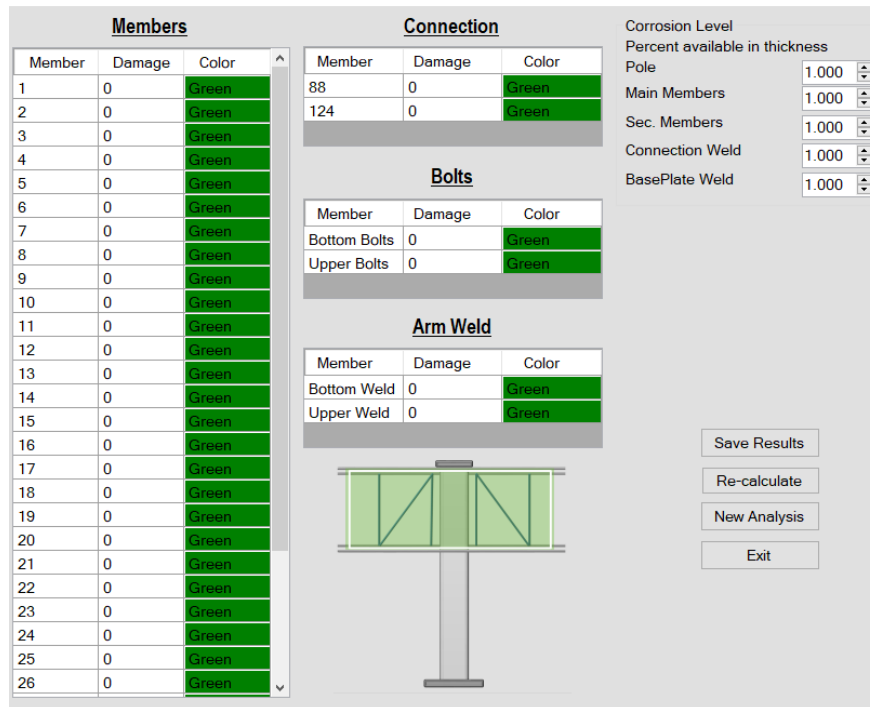 Members
Member Damage Color
1 0 Green
2 0 Green
3 0 Green
4 0 Green
5 0 Green
6 0 Green
7 0 Green
8 0 Green
9 0 Green
10 0 Green
11 0 Green
12 0 Green
13 0 Green
14 0 Green
15 0 Green
16 0 Green
17 0 Green
18 0 Green
19 0 Green
20 0 Green
21 0 Green
22 0 Green
23 0 Green
24 0 Green
25 0 Green
26 0 Green
Connection
Member Damage Color
88 0 Green
124 0 Green
Bolts
Member Damage Color
Bottom Bolts 0 Green
Upper Bolts 0 Green
Arm Weld
Member Damage Color
Bottom Weld 0 Green
Upper Weld 0 Green
Corrosion Level
Percent available in thickness
Pole 1.000
Main Members 1.000
Sec. Members 1.000
Connection Weld 1.000
BasePlate Weld 1.000
Save Results
Re-calculate
New Analysis
Exit